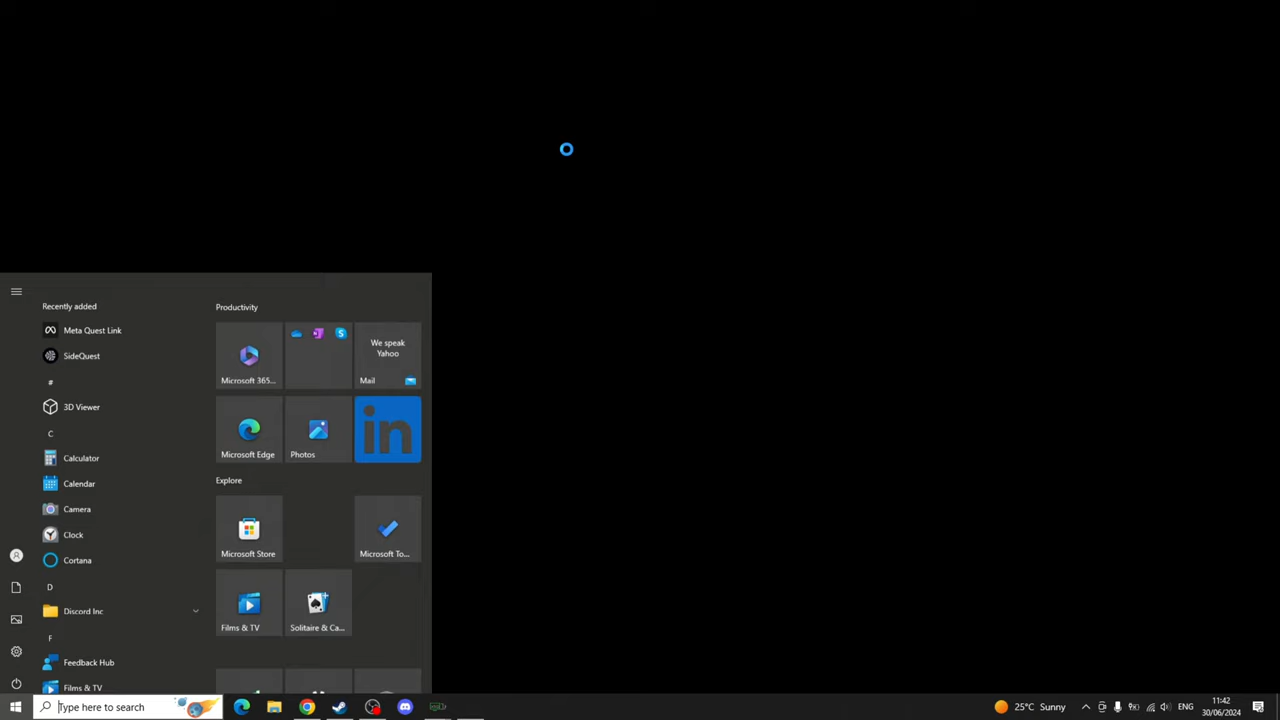 Recently added
Meta Quest Link
SideQuest
#
3D Viewer
C
Calculator
Calendar
Camera
Clock
Cortana
D
Discord Inc
F
Feedback Hub
Films & TV
Productivity
Microsoft 365...
We speak
Yahoo
Mail
Microsoft Edge
Photos
in
Explore
Microsoft Store
Microsoft To...
Films & TV
Solitaire & Ca...
Type here to search
25°C Sunny
ENG
11:42
30/06/2024